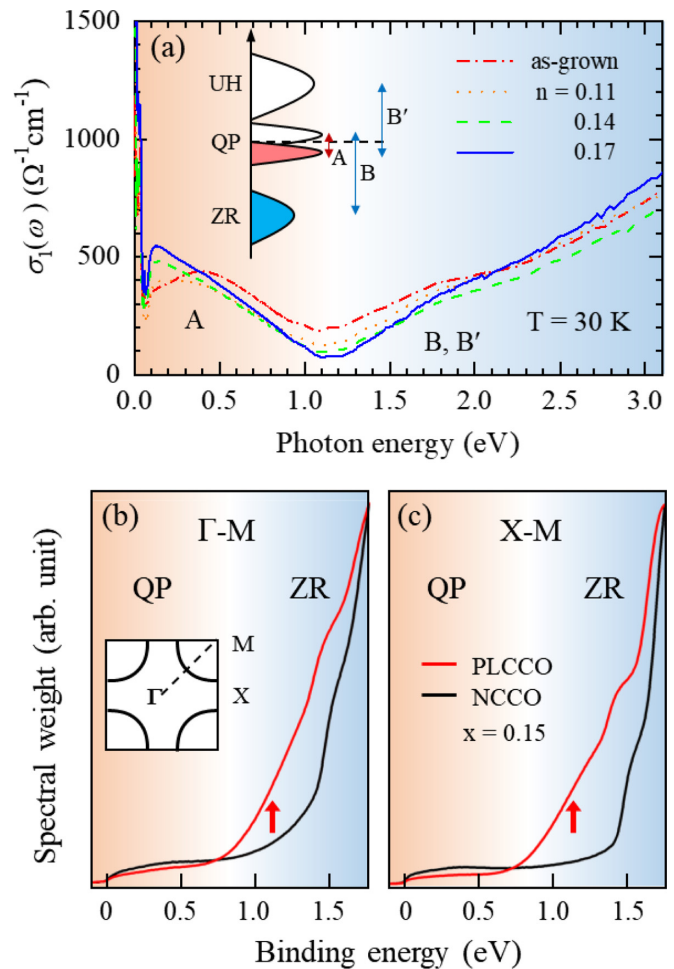 1500
1000
500
0
σ₁(ω) (Ω⁻¹cm⁻¹)
(a)
UH
QP
ZR
A
B
B′
as-grown
n = 0.11
0.14
0.17
A
B, B′
T = 30 K
0.0 0.5 1.0 1.5 2.0 2.5 3.0
Photon energy (eV)
Spectral weight (arb. unit)
(b)
Γ-M
QP
ZR
M
Γ
X
0 0.5 1.0 1.5
(c)
X-M
QP
ZR
PLCCO
NCCO
x = 0.15
0 0.5 1.0 1.5
Binding energy (eV)